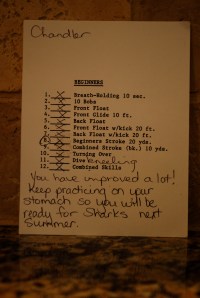 Chandler
BEGINNERS
1. X Breath-Holding 10 sec.
2. X 10 Bobs
3. X Front Float
4. X Front Glide 10 ft.
5. X Back Float
6. X Front Float w/kick 20 ft.
7. X Back Float w/kick 20 ft.
8. Beginners Stroke 20 yds.
9. X Combined Stroke (bk.) 10 yds.
10. X Turning Over
11. X Dive Kneeling
12. X Combined Skills
You have improved a lot!
Keep practicing on your
stomach so you will be
ready for Sharks next
summer.